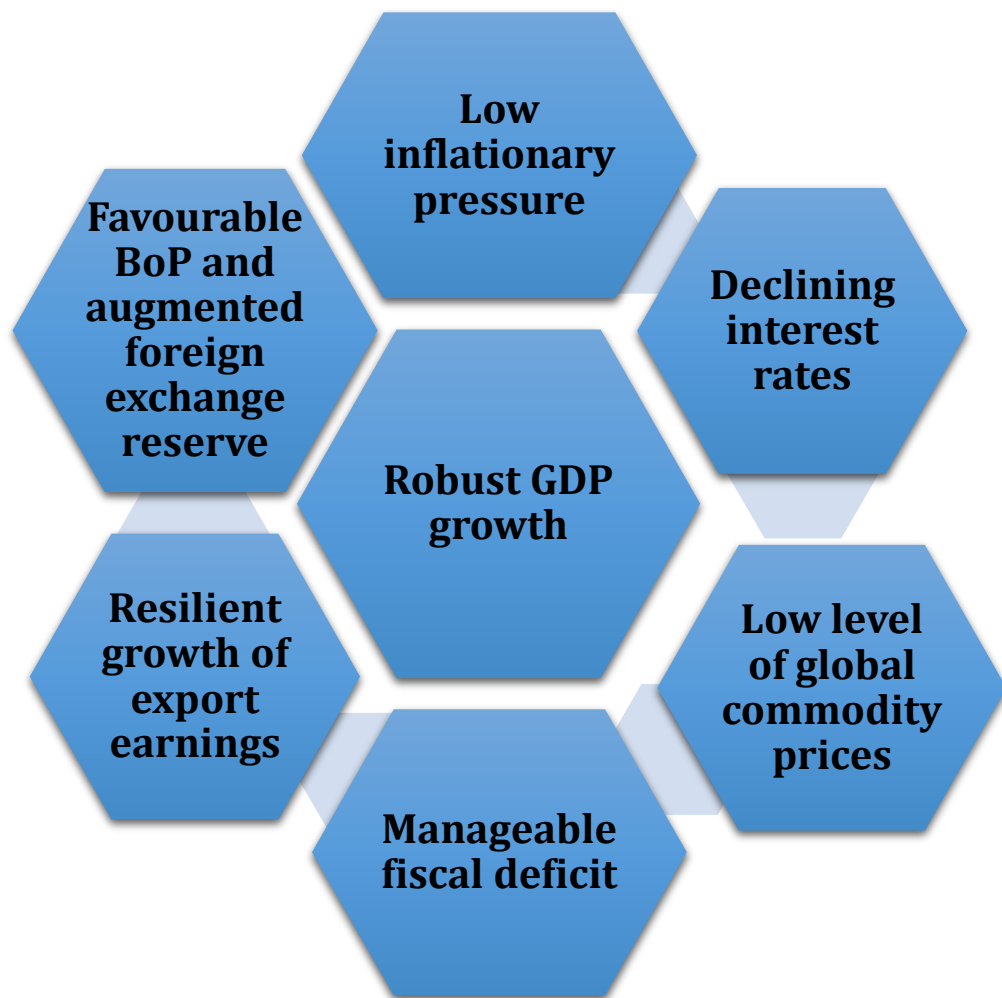 Low
inflationary
pressure
Declining
interest
rates
Low level
of global
commodity
prices
Manageable
fiscal deficit
Resilient
growth of
export
earnings
Favourable
BoP and
augmented
foreign
exchange
reserve
Robust GDP
growth